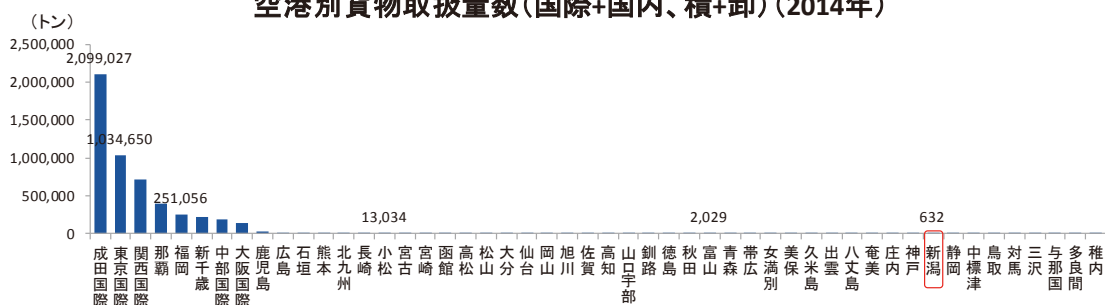 空港別貨物取扱量数（国際+国内、積+卸）（2014年）
（トン）
2,500,000
2,000,000
1,500,000
1,000,000
500,000
0
2,099,027
1,034,650
251,056
13,034
2,029
632
成田国際
東京国際
関西国際
那覇
福岡
新千歳
中部国際
大阪国際
鹿児島
広島
石垣
熊本
北九州
長崎
小松
宮古
宮崎
函館
高松
松山
大分
仙台
岡山
旭川
佐賀
高知
山口宇部
釧路
徳島
秋田
富山
青森
帯広
女満別
美保
久米島
出雲
八丈島
奄美
庄内
神戸
新潟
静岡
中標津
鳥取
対馬
三沢
与那国
多良間
稚内